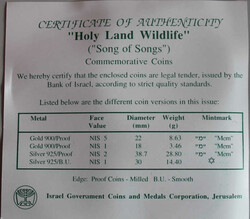 CERTIFICATE OF AUTHENTICITY
"Holy Land Wildlife"
("Song of Songs")
Commemorative Coins
We hereby certify that the enclosed coins are legal tender, issued by the
Bank of Israel, according to strict quality standards.
Listed below are the different coin versions in this issue:
Metal Face Value Diameter (mm) Weight (g) Mintmark
Gold 900/Proof NIS 5 22 8.63 "מ" "Mem"
Gold 900/Proof NIS 1 18 3.46 "מ" "Mem"
Silver 925/Proof NIS 2 38.7 28.80 "מ" "Mem"
Silver 925/B.U. NIS 1 30 14.40 ✡
Edge: Proof Coins - Milled B.U. - Smooth
Israel Government Coins and Medals Corporation, Jerusalem